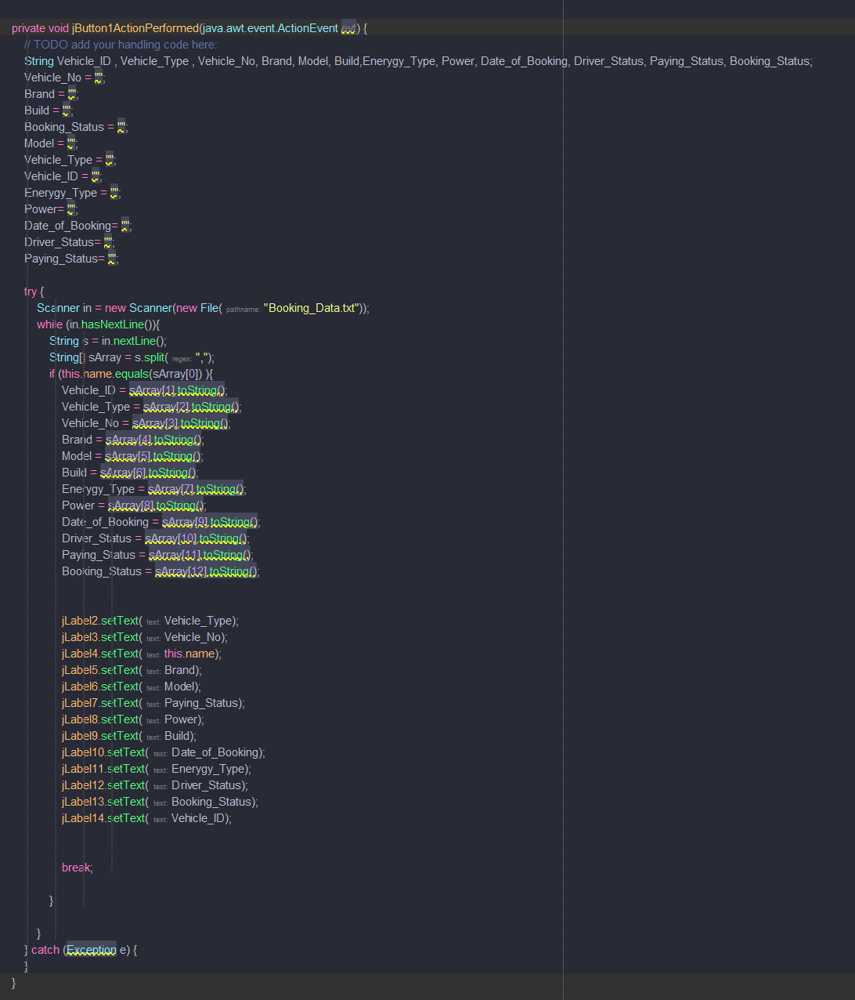 private void jButton1ActionPerformed(java.awt.event.ActionEvent evt) {
// TODO add your handling code here:
String Vehicle_ID , Vehicle_Type , Vehicle_No, Brand, Model, Build,Enerygy_Type, Power, Date_of_Booking, Driver_Status, Paying_Status, Booking_Status;
Vehicle_No = "";
Brand = "";
Build = "";
Booking_Status = "";
Model = "";
Vehicle_Type = "";
Vehicle_ID = "";
Enerygy_Type = "";
Power= "";
Date_of_Booking= "";
Driver_Status= "";
Paying_Status= "";
try {
Scanner in = new Scanner(new File( pathname: "Booking_Data.txt"));
while (in.hasNextLine()){
String s = in.nextLine();
String[] sArray = s.split( regex: ",");
if (this.name.equals(sArray[0]) ){
Vehicle_ID = sArray[1].toString();
Vehicle_Type = sArray[2].toString();
Vehicle_No = sArray[3].toString();
Brand = sArray[4].toString();
Model = sArray[5].toString();
Build = sArray[6].toString();
Enerygy_Type = sArray[7].toString();
Power = sArray[8].toString();
Date_of_Booking = sArray[9].toString();
Driver_Status = sArray[10].toString();
Paying_Status = sArray[11].toString();
Booking_Status = sArray[12].toString();
jLabel2.setText( text: Vehicle_Type);
jLabel3.setText( text: Vehicle_No);
jLabel4.setText( text: this.name);
jLabel5.setText( text: Brand);
jLabel6.setText( text: Model);
jLabel7.setText( text: Paying_Status);
jLabel8.setText( text: Power);
jLabel9.setText( text: Build);
jLabel10.setText( text: Date_of_Booking);
jLabel11.setText( text: Enerygy_Type);
jLabel12.setText( text: Driver_Status);
jLabel13.setText( text: Booking_Status);
jLabel14.setText( text: Vehicle_ID);
break;
}
}
} catch (Exception e) {
}
}